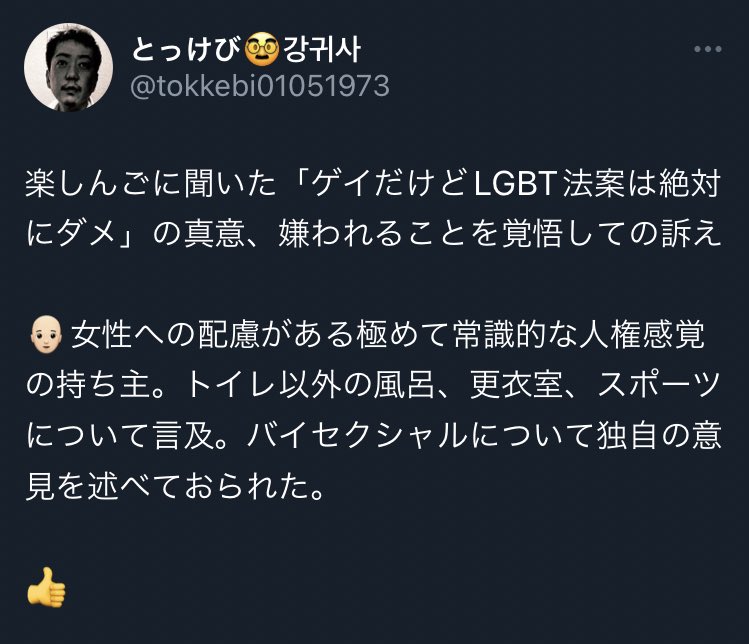 とっけび🥸강귀사
@tokkebi01051973
楽しんごに聞いた「ゲイだけどLGBT法案は絶対
にダメ」の真意、嫌われることを覚悟しての訴え
👨🏻‍🦲女性への配慮がある極めて常識的な人権感覚
の持ち主。トイレ以外の風呂、更衣室、スポーツ
について言及。バイセクシャルについて独自の意
見を述べておられた。
👍